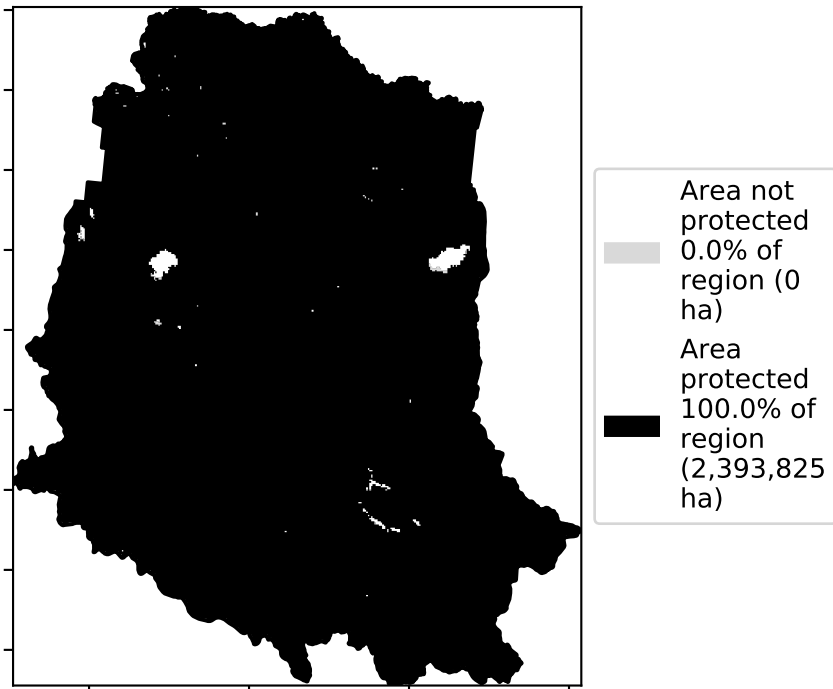 Area not
protected
0.0% of
region (0
ha)
Area
protected
100.0% of
region
(2,393,825
ha)